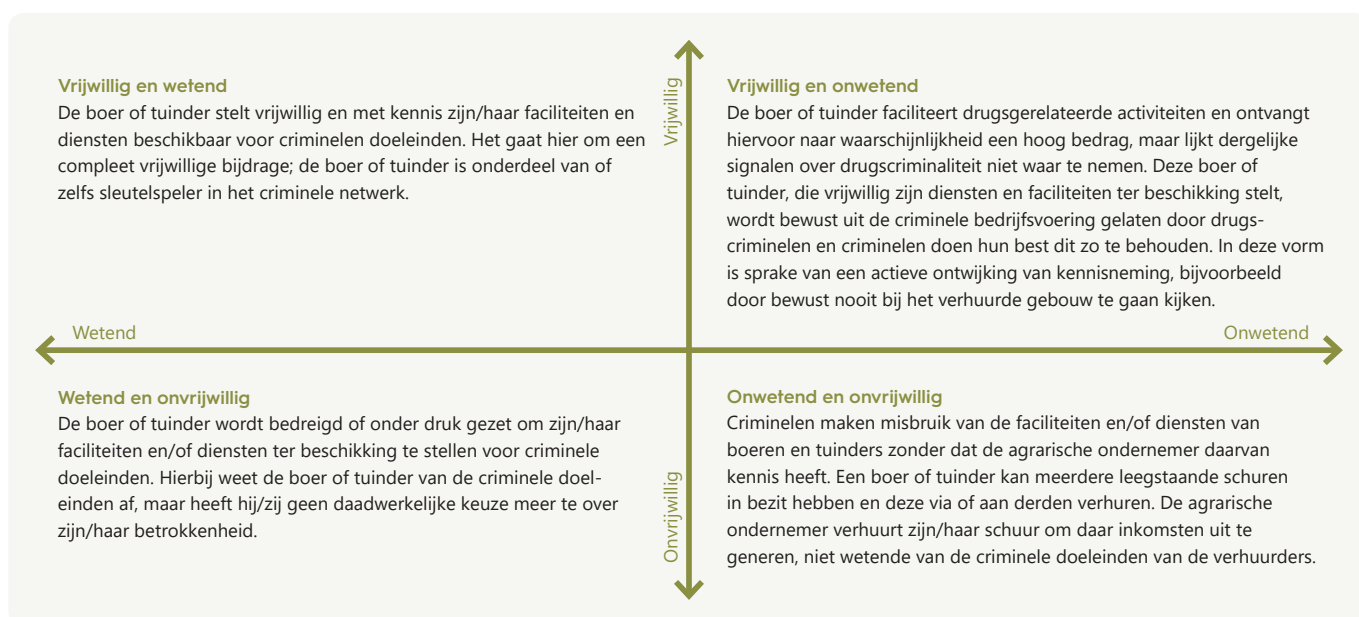 Vrijwillig en wetend
De boer of tuinder stelt vrijwillig en met kennis zijn/haar faciliteiten en
diensten beschikbaar voor criminelen doeleinden. Het gaat hier om een
compleet vrijwillige bijdrage; de boer of tuinder is onderdeel van of
zelfs sleutelspeler in het criminele netwerk.
Vrijwillig
Vrijwillig en onwetend
De boer of tuinder faciliteert drugsgerelateerde activiteiten en ontvangt
hiervoor naar waarschijnlijkheid een hoog bedrag, maar lijkt dergelijke
signalen over drugscriminaliteit niet waar te nemen. Deze boer of
tuinder, die vrijwillig zijn diensten en faciliteiten ter beschikking stelt,
wordt bewust uit de criminele bedrijfsvoering gelaten door drugs-
criminelen en criminelen doen hun best dit zo te behouden. In deze vorm
is sprake van een actieve ontwijking van kennisneming, bijvoorbeeld
door bewust nooit bij het verhuurde gebouw te gaan kijken.
Wetend
Onwetend
Wetend en onvrijwillig
De boer of tuinder wordt bedreigd of onder druk gezet om zijn/haar
faciliteiten en/of diensten ter beschikking te stellen voor criminele
doeleinden. Hierbij weet de boer of tuinder van de criminele doel-
einden af, maar heeft hij/zij geen daadwerkelijke keuze meer te over
zijn/haar betrokkenheid.
Onvrijwillig
Onwetend en onvrijwillig
Criminelen maken misbruik van de faciliteiten en/of diensten van
boeren en tuinders zonder dat de agrarische ondernemer daarvan
kennis heeft. Een boer of tuinder kan meerdere leegstaande schuren
in bezit hebben en deze via of aan derden verhuren. De agrarische
ondernemer verhuurt zijn/haar schuur om daar inkomsten uit te
generen, niet wetende van de criminele doeleinden van de verhuurders.